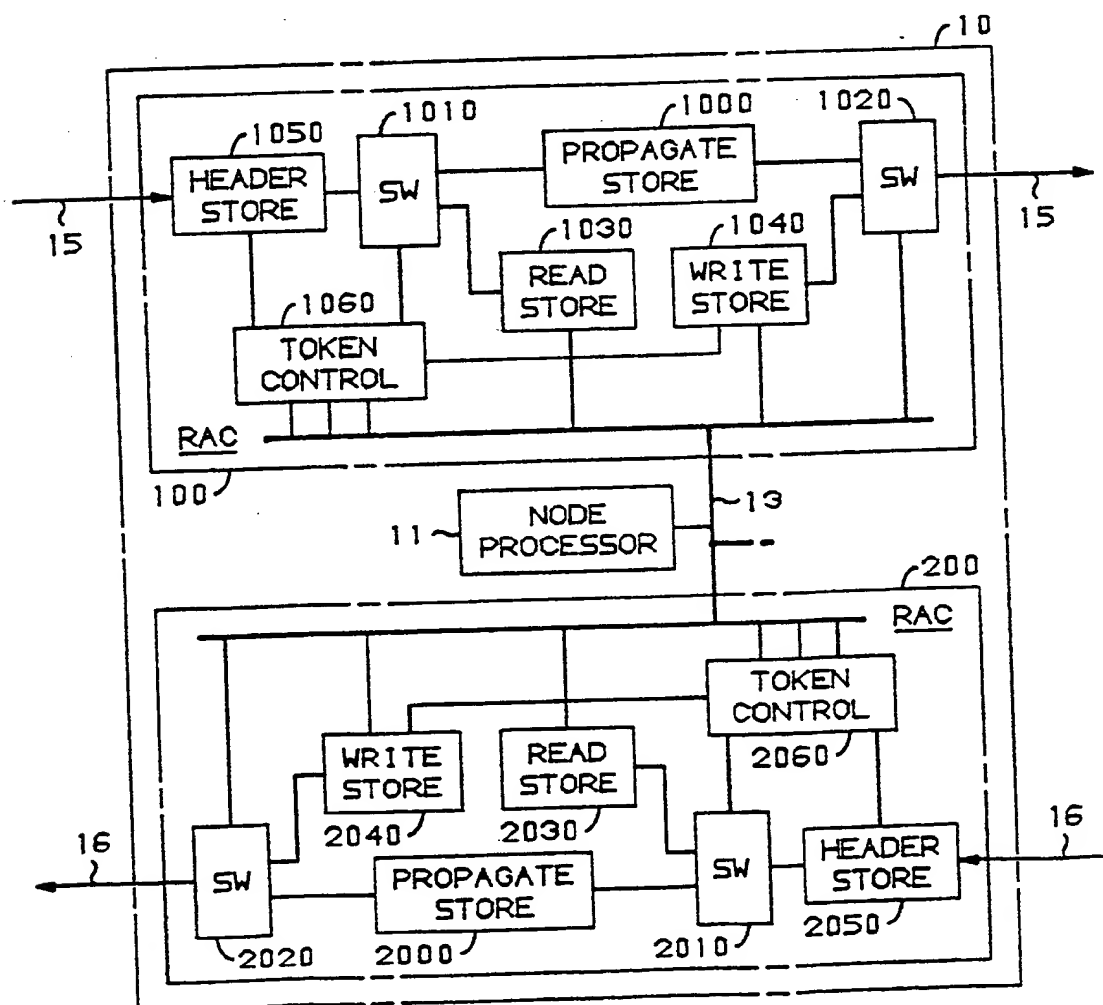 10
1050
1010
1000
1020
HEADER
STORE
SW
PROPAGATE
STORE
SW
15
15
1030
1040
READ
STORE
WRITE
STORE
1060
TOKEN
CONTROL
RAC
100
13
11
NODE
PROCESSOR
200
RAC
TOKEN
CONTROL
2060
WRITE
STORE
2040
READ
STORE
2030
16
16
SW
PROPAGATE
STORE
SW
HEADER
STORE
2020
2000
2010
2050